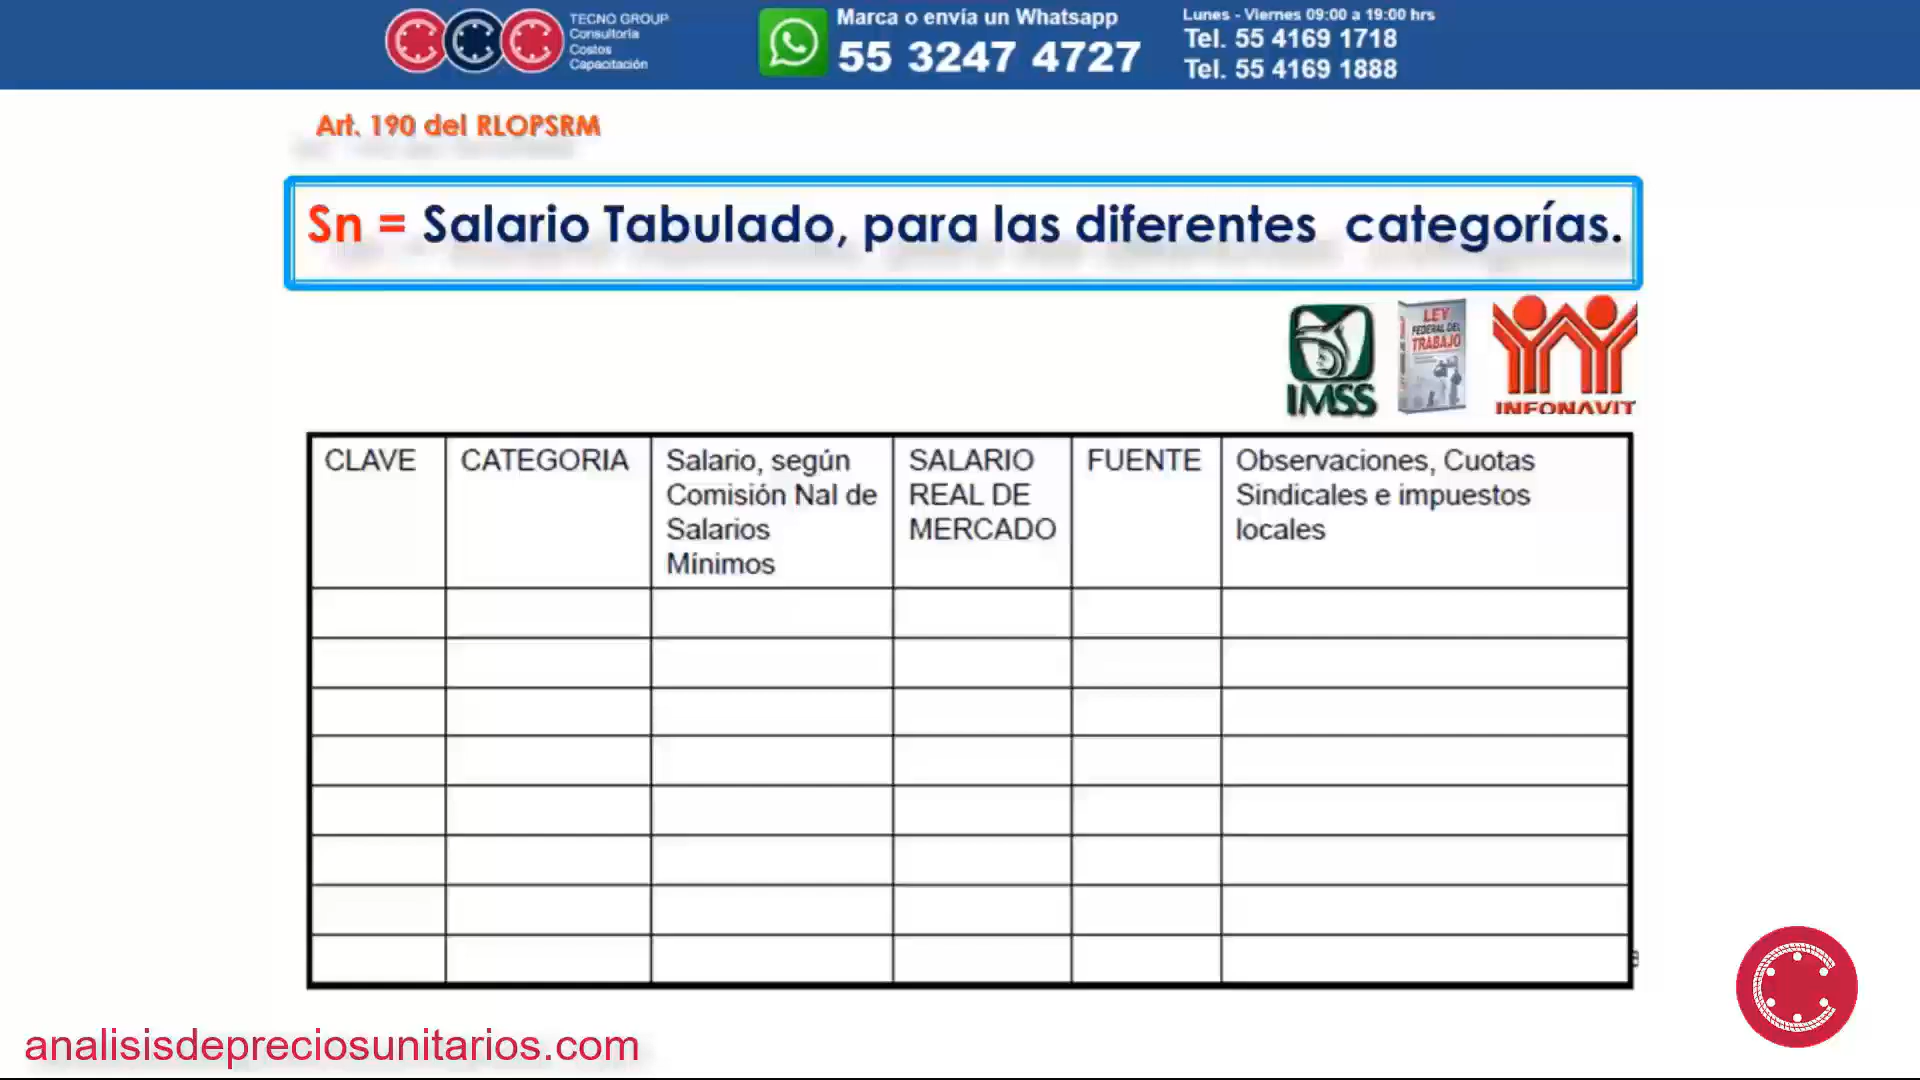 TECNO GROUP
Consultoría
Costos
Capacitación
Marca o envía un Whatsapp
55 3247 4727
Lunes - Viernes 09:00 a 19:00 hrs
Tel. 55 4169 1718
Tel. 55 4169 1888
Art. 190 del RLOPSRM
Sn = Salario Tabulado, para las diferentes categorías.
IMSS
LEY
FEDERAL DEL
TRABAJO
INFONAVIT
CLAVE
CATEGORIA
Salario, según
Comisión Nal de
Salarios
Mínimos
SALARIO
REAL DE
MERCADO
FUENTE
Observaciones, Cuotas
Sindicales e impuestos
locales
analisisdepreciosunitarios.com